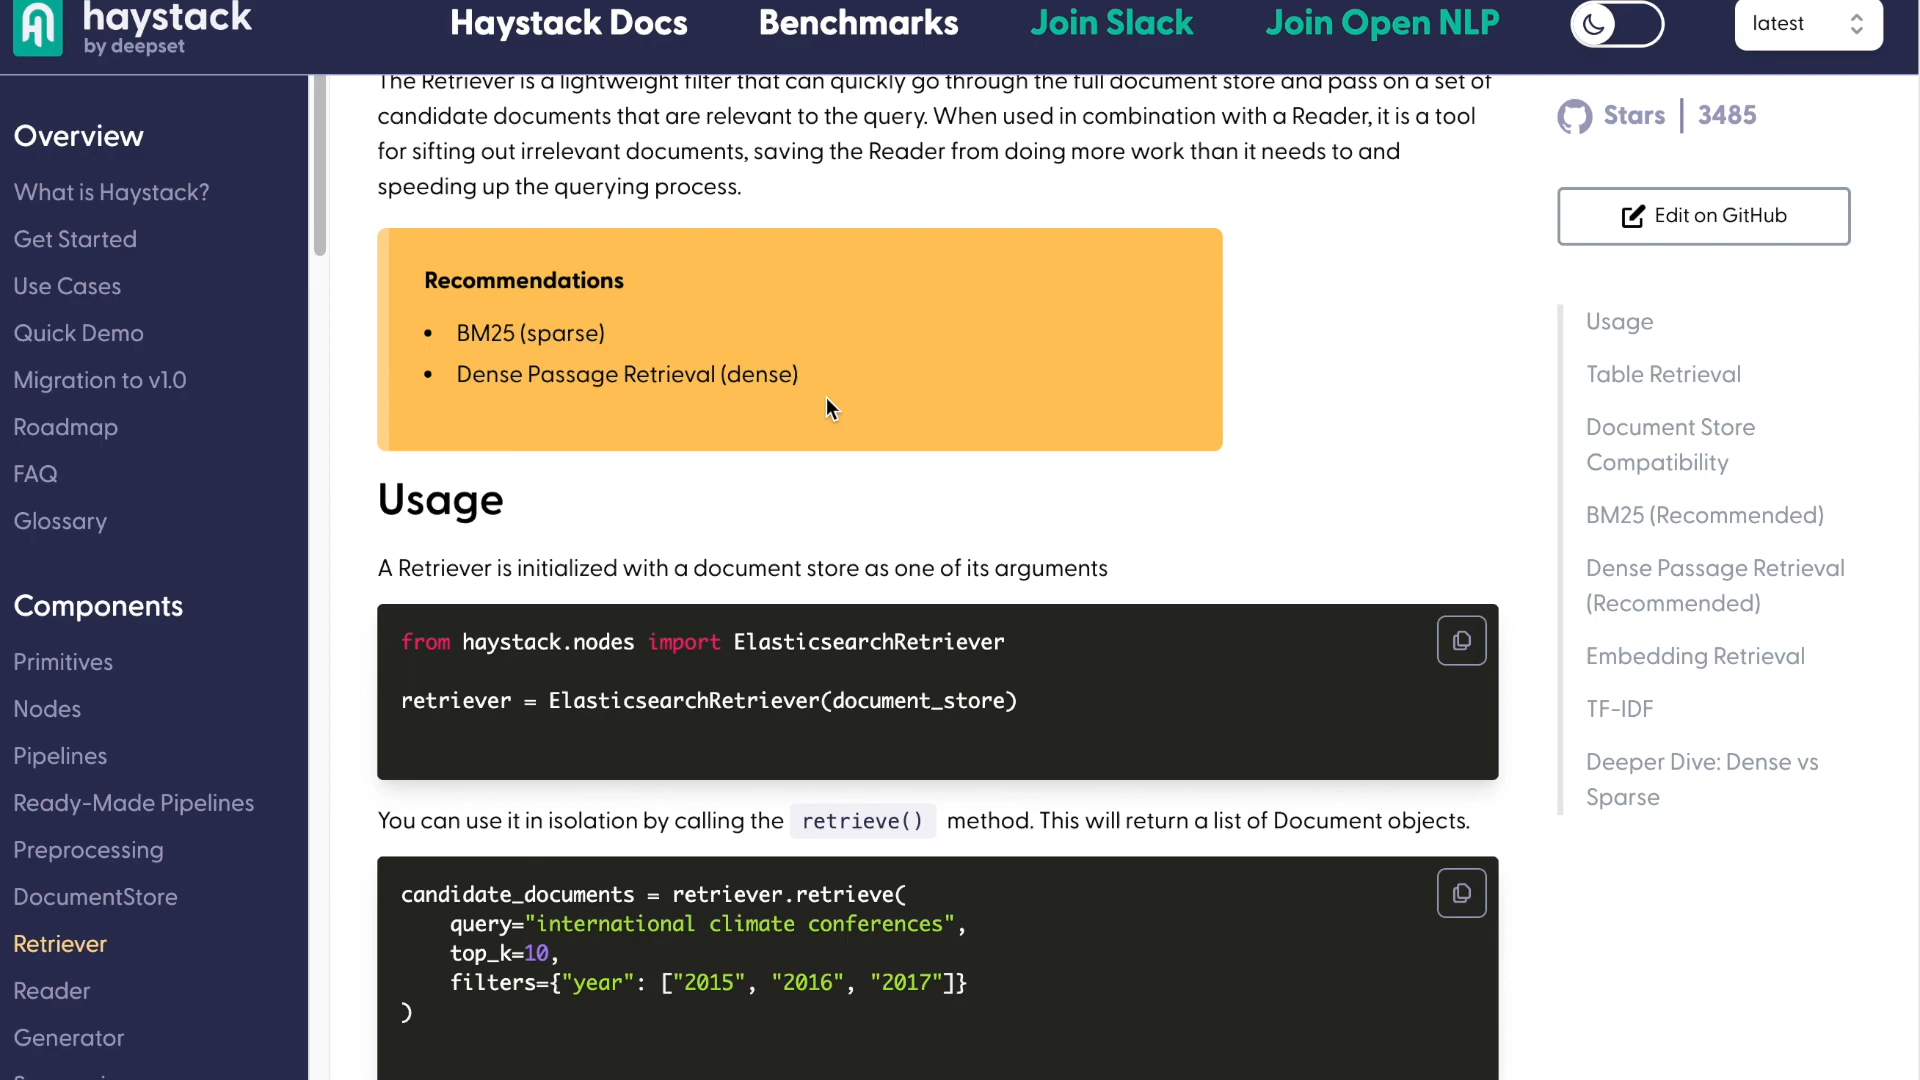 haystack
by deepset
Haystack Docs
Benchmarks
Join Slack
Join Open NLP
latest
Overview
What is Haystack?
Get Started
Use Cases
Quick Demo
Migration to v1.0
Roadmap
FAQ
Glossary
Components
Primitives
Nodes
Pipelines
Ready-Made Pipelines
Preprocessing
DocumentStore
Retriever
Reader
Generator
The Retriever is a lightweight filter that can quickly go through the full document store and pass on a set of
candidate documents that are relevant to the query. When used in combination with a Reader, it is a tool
for sifting out irrelevant documents, saving the Reader from doing more work than it needs to and
speeding up the querying process.
Recommendations
• BM25 (sparse)
• Dense Passage Retrieval (dense)
Usage
A Retriever is initialized with a document store as one of its arguments
from haystack.nodes import ElasticsearchRetriever
retriever = ElasticsearchRetriever(document_store)
You can use it in isolation by calling the retrieve() method. This will return a list of Document objects.
candidate_documents = retriever.retrieve(
    query="international climate conferences",
    top_k=10,
    filters={"year": ["2015", "2016", "2017"]}
)
Stars | 3485
Edit on GitHub
Usage
Table Retrieval
Document Store
Compatibility
BM25 (Recommended)
Dense Passage Retrieval
(Recommended)
Embedding Retrieval
TF-IDF
Deeper Dive: Dense vs
Sparse